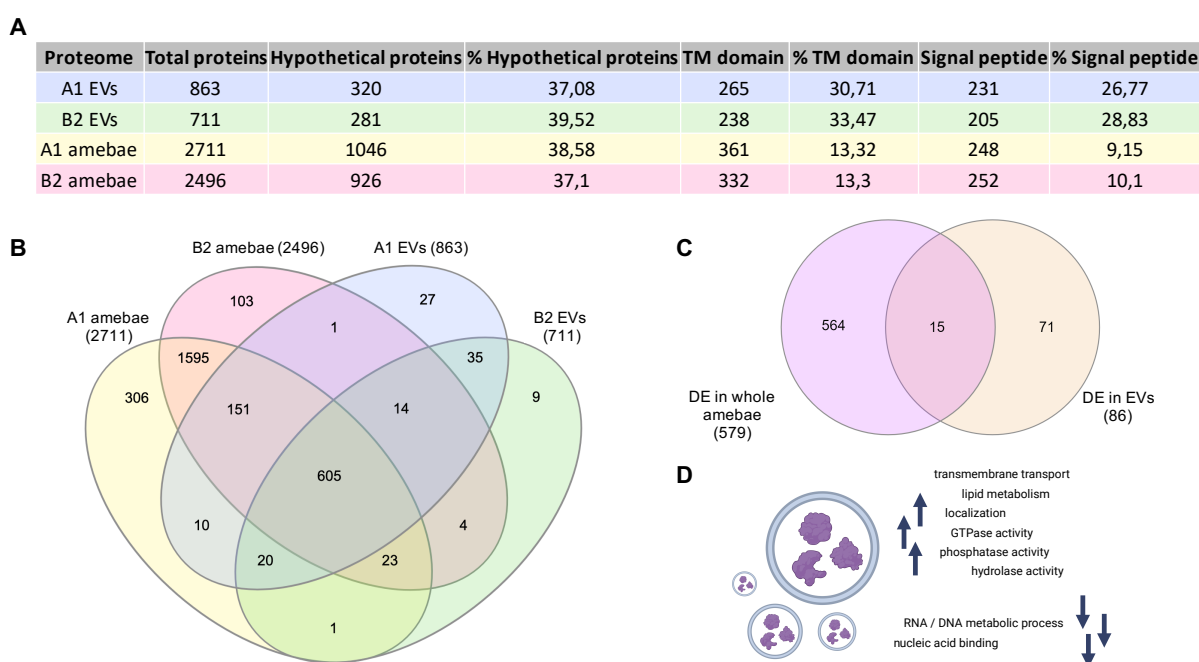 A
Proteome Total proteins Hypothetical proteins % Hypothetical proteins TM domain % TM domain Signal peptide % Signal peptide
A1 EVs 863 320 37,08 265 30,71 231 26,77
B2 EVs 711 281 39,52 238 33,47 205 28,83
A1 amebae 2711 1046 38,58 361 13,32 248 9,15
B2 amebae 2496 926 37,1 332 13,3 252 10,1
B
B2 amebae (2496)
A1 EVs (863)
A1 amebae
(2711)
B2 EVs
(711)
103
27
1
1595
35
306
151
14
9
605
10
4
20
23
1
C
564
15
71
DE in whole
amebae
(579)
DE in EVs
(86)
D
transmembrane transport
lipid metabolism
localization
GTPase activity
phosphatase activity
hydrolase activity
RNA / DNA metabolic process
nucleic acid binding